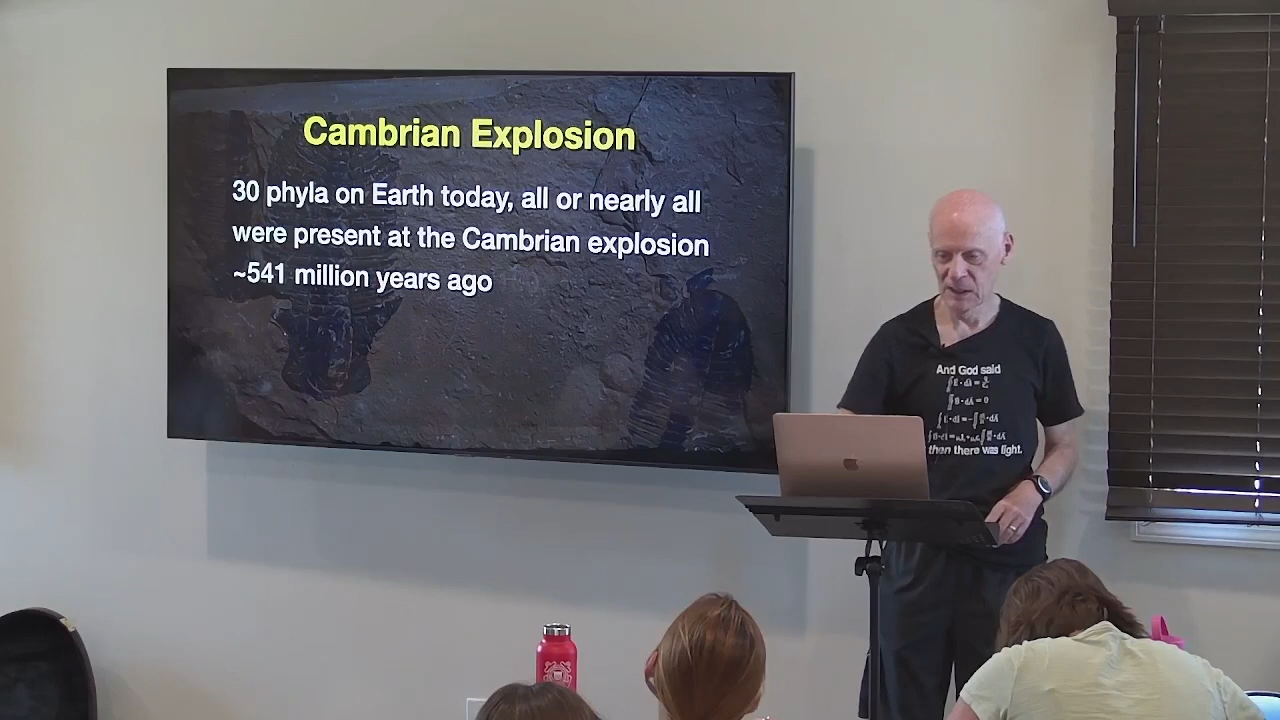 Cambrian Explosion
30 phyla on Earth today, all or nearly all
were present at the Cambrian explosion
~541 million years ago
And God said
then there was light.